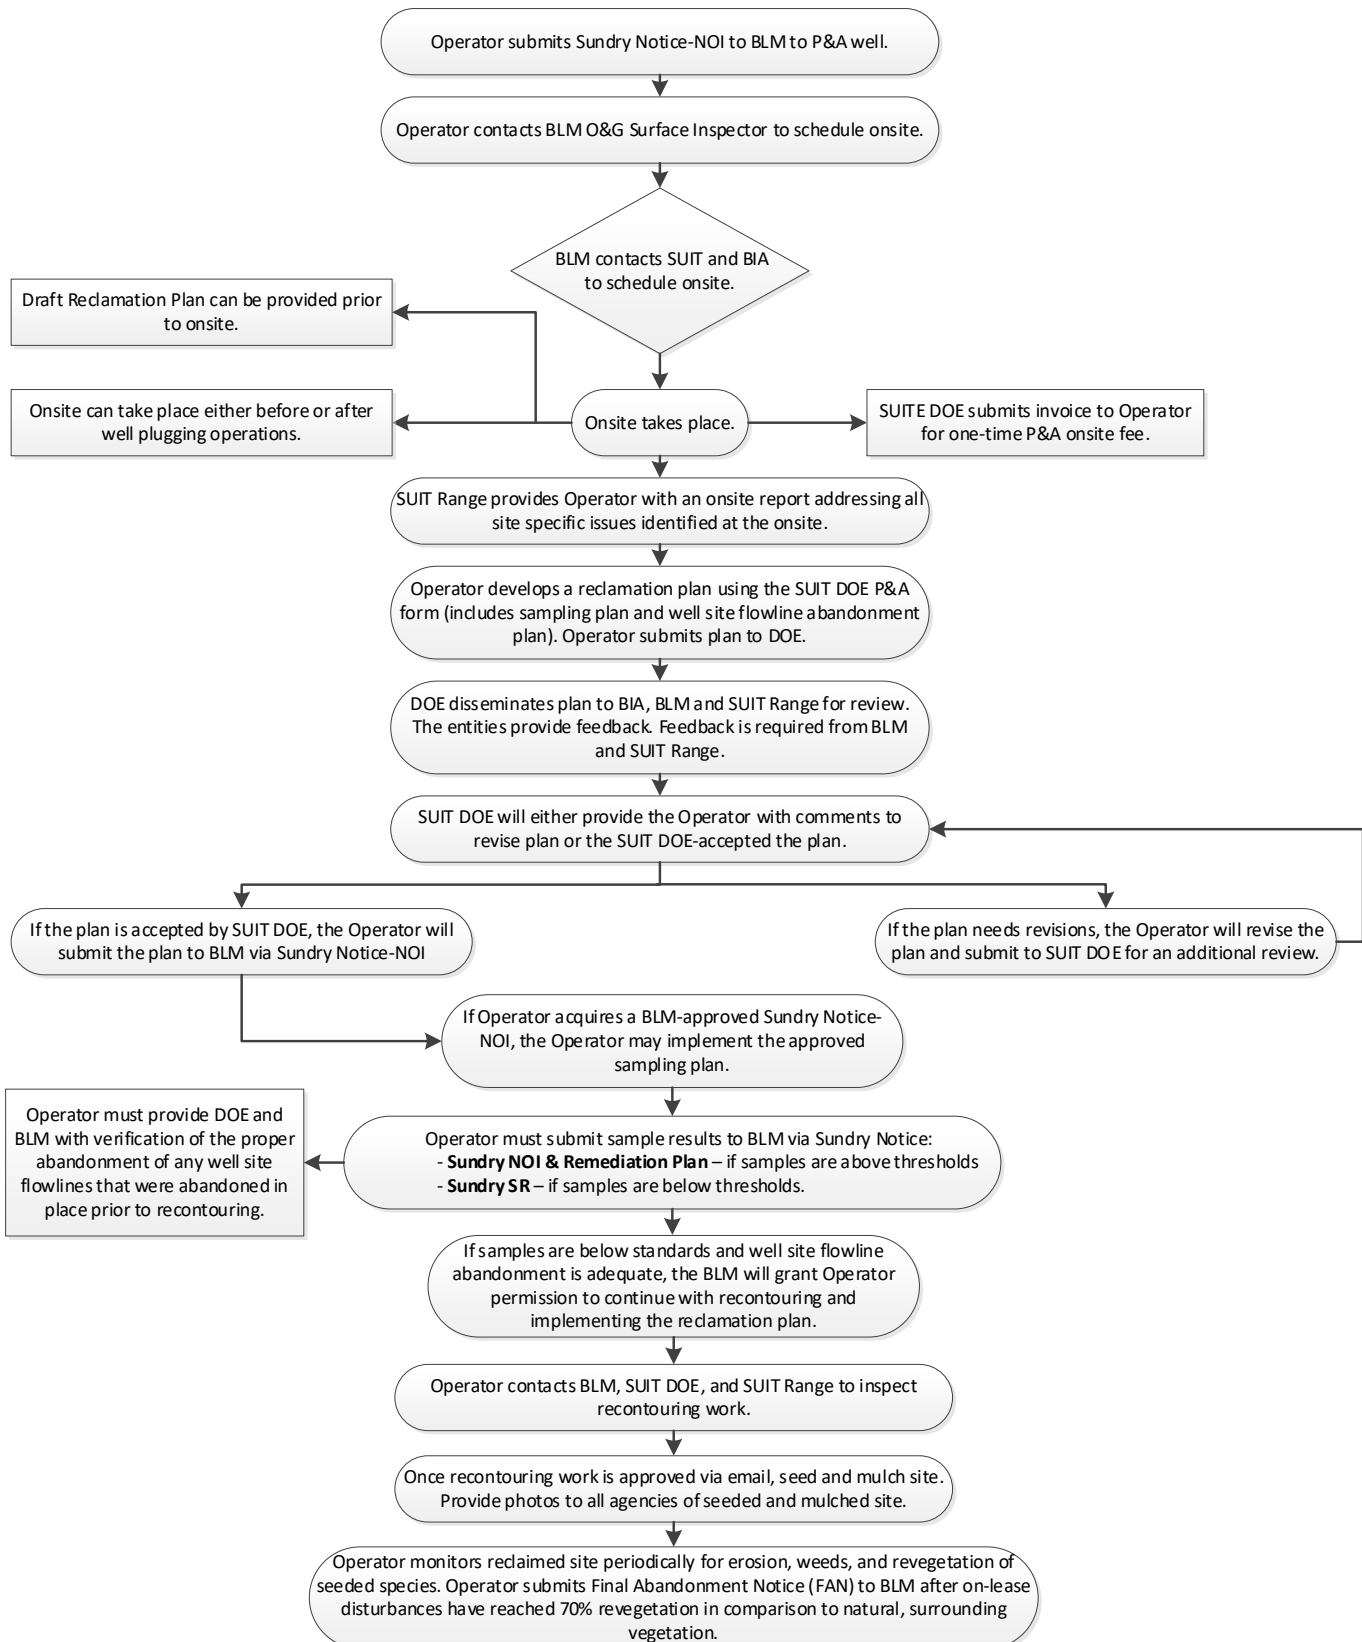 Operator submits Sundry Notice-NOI to BLM to P&A well.
Operator contacts BLM O&G Surface Inspector to schedule onsite.
BLM contacts SUIT and BIA
to schedule onsite.
Draft Reclamation Plan can be provided prior
to onsite.
Onsite can take place either before or after
well plugging operations.
Onsite takes place.
SUITE DOE submits invoice to Operator
for one-time P&A onsite fee.
SUIT Range provides Operator with an onsite report addressing all
site specific issues identified at the onsite.
Operator develops a reclamation plan using the SUIT DOE P&A
form (includes sampling plan and well site flowline abandonment
plan). Operator submits plan to DOE.
DOE disseminates plan to BIA, BLM and SUIT Range for review.
The entities provide feedback. Feedback is required from BLM
and SUIT Range.
SUIT DOE will either provide the Operator with comments to
revise plan or the SUIT DOE-accepted the plan.
If the plan is accepted by SUIT DOE, the Operator will
submit the plan to BLM via Sundry Notice-NOI
If the plan needs revisions, the Operator will revise the
plan and submit to SUIT DOE for an additional review.
If Operator acquires a BLM-approved Sundry Notice-
NOI, the Operator may implement the approved
sampling plan.
Operator must provide DOE and
BLM with verification of the proper
abandonment of any well site
flowlines that were abandoned in
place prior to recontouring.
Operator must submit sample results to BLM via Sundry Notice:
- Sundry NOI & Remediation Plan – if samples are above thresholds
- Sundry SR – if samples are below thresholds.
If samples are below standards and well site flowline
abandonment is adequate, the BLM will grant Operator
permission to continue with recontouring and
implementing the reclamation plan.
Operator contacts BLM, SUIT DOE, and SUIT Range to inspect
recontouring work.
Once recontouring work is approved via email, seed and mulch site.
Provide photos to all agencies of seeded and mulched site.
Operator monitors reclaimed site periodically for erosion, weeds, and revegetation of
seeded species. Operator submits Final Abandonment Notice (FAN) to BLM after on-lease
disturbances have reached 70% revegetation in comparison to natural, surrounding
vegetation.